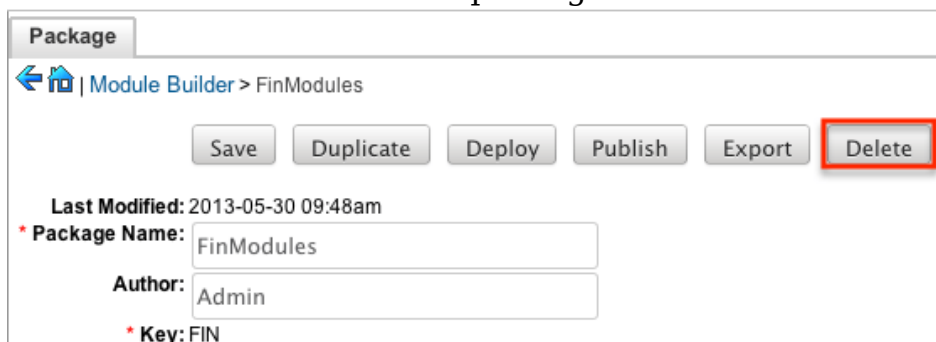 Package
| Module Builder > FinModules
Save Duplicate Deploy Publish Export Delete
Last Modified: 2013-05-30 09:48am
* Package Name: FinModules
Author: Admin
* Key: FIN